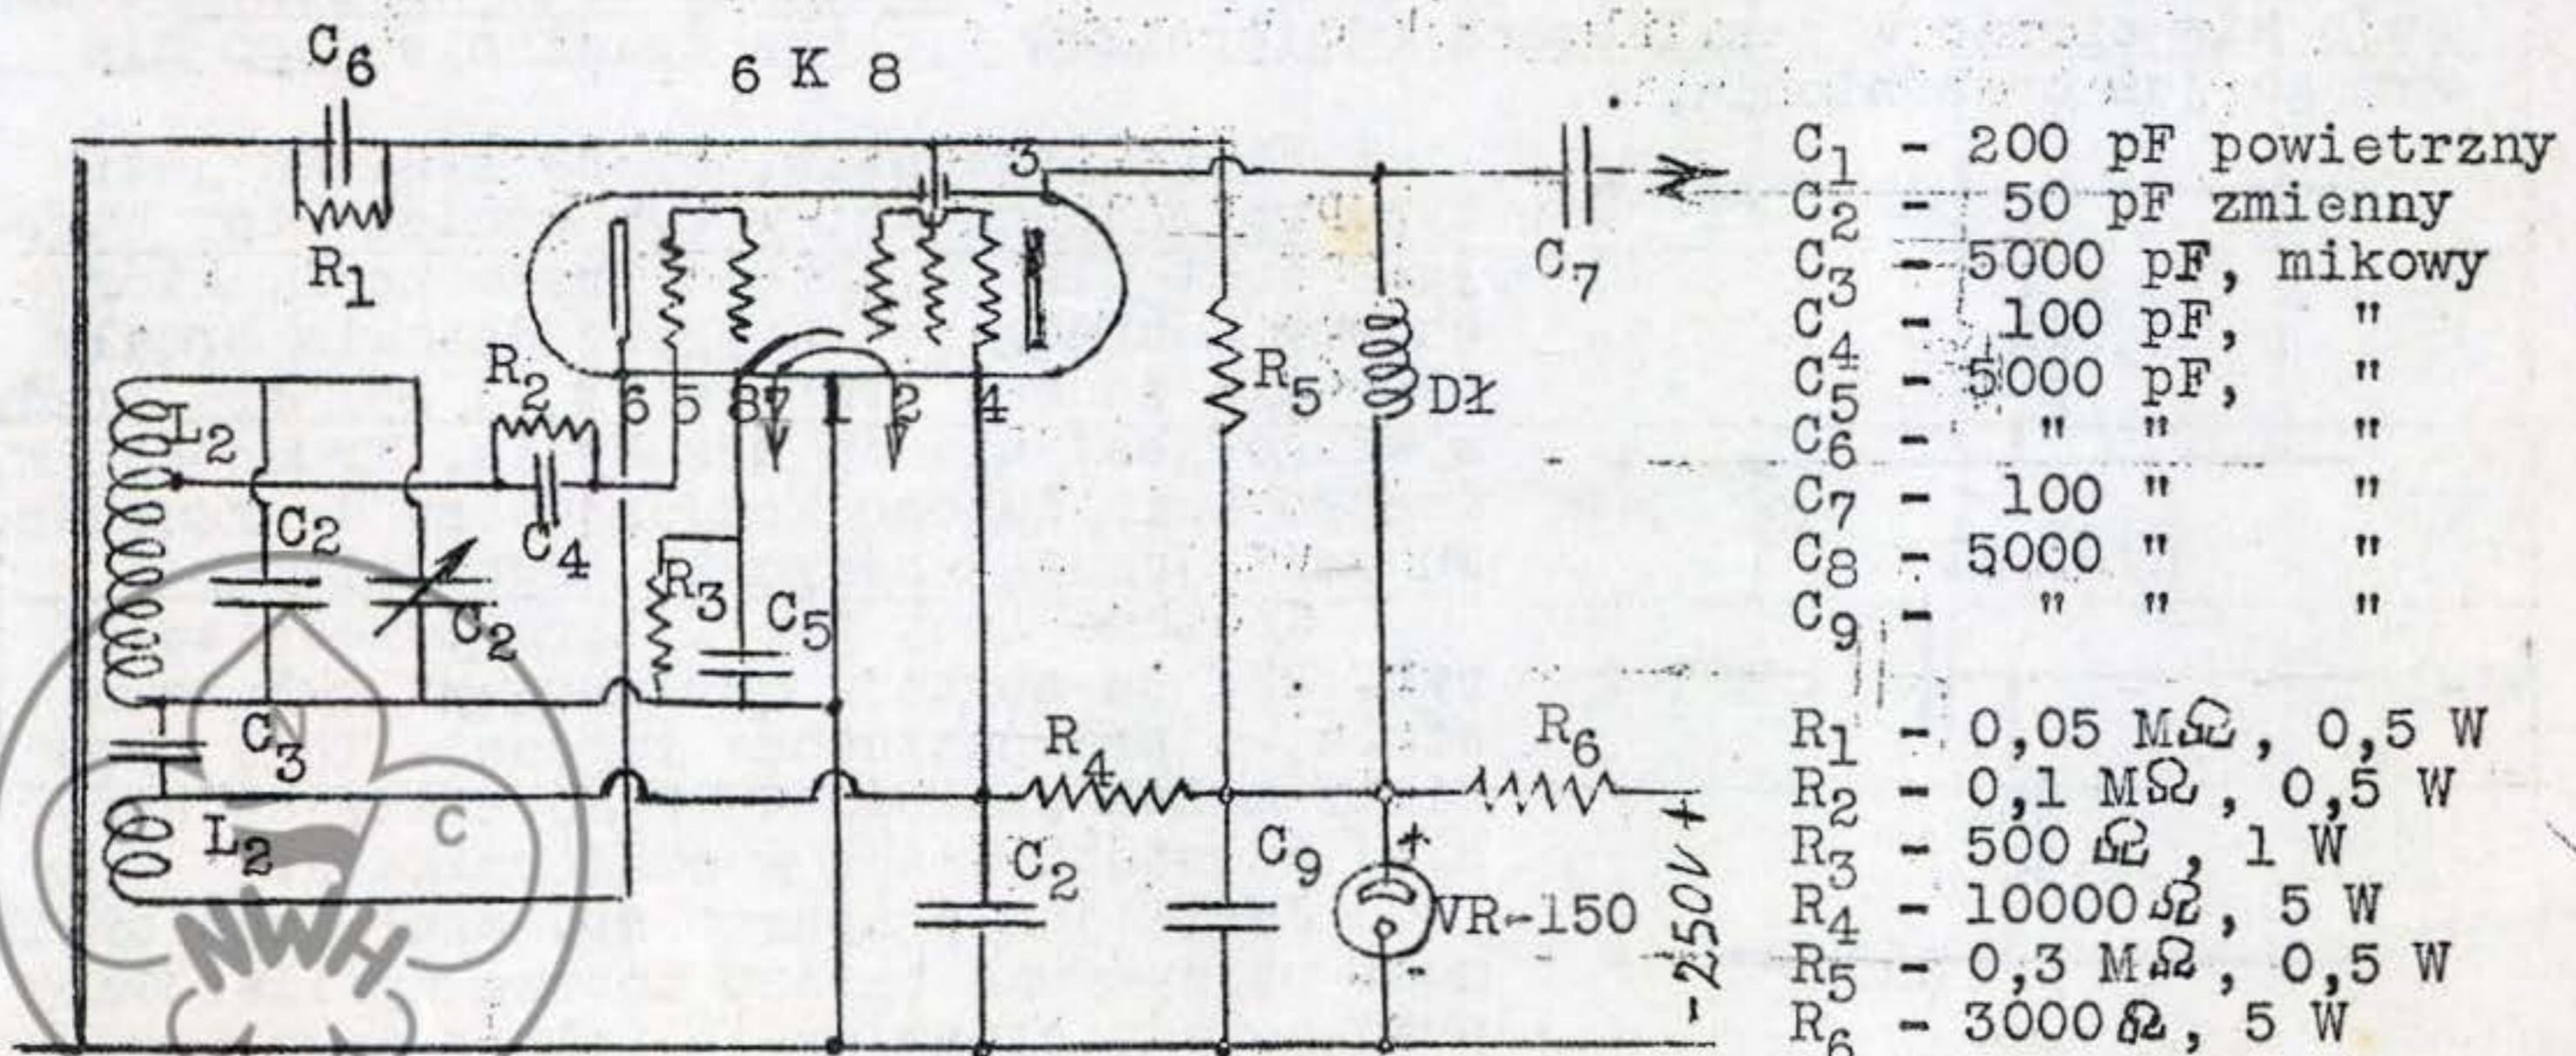 C6
6 K 8
3
R1
C7
R2
6 5 8 7 1 2 4
R5
DŁ
L2
C2
C4
R3
C5
C2
C3
R4
R6
L2
C2
C9
+
VR-150
-
-250V +
N
C
NWH
C1 - 200 pF powietrzny
C2 - 50 pF zmienny
C3 - 5000 pF, mikowy
C4 - 100 pF, "
C5 - 5000 pF, "
C6 - " " "
C7 - 100 " "
C8 - 5000 " "
C9 - " " "
R1 - 0,05 MΩ, 0,5 W
R2 - 0,1 MΩ, 0,5 W
R3 - 500 Ω, 1 W
R4 - 10000 Ω, 5 W
R5 - 0,3 MΩ, 0,5 W
R6 - 3000 Ω, 5 W